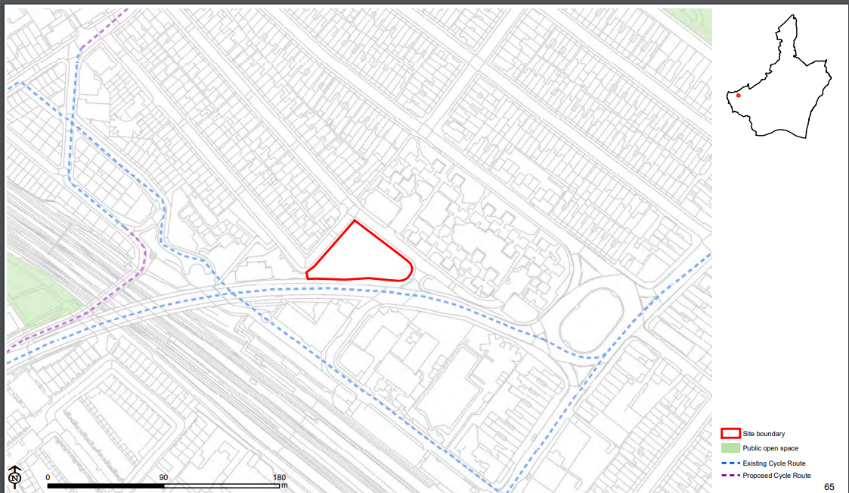 Site boundary
Public open space
Existing Cycle Route
Proposed Cycle Route
N
0 90 180
m
65